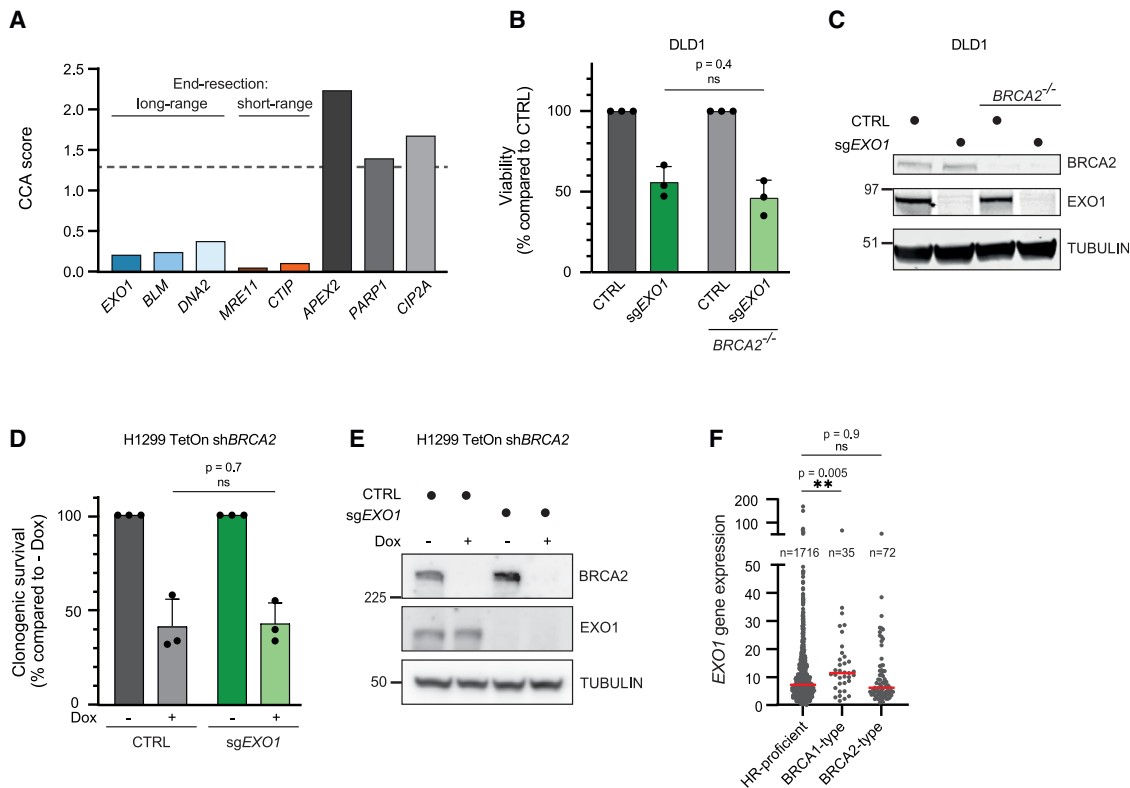 A
CCA score
2.5
2.0
1.5
1.0
0.5
0.0
End-resection:
long-range short-range
EXO1 BLM DNA2 MRE11 CTIP APEX2 PARP1 CIP2A
B
DLD1
p = 0.4
ns
Viability
(% compared to CTRL)
100
50
0
CTRL sgEXO1 CTRL sgEXO1
BRCA2-/-
C
DLD1
BRCA2-/-
CTRL
sgEXO1
BRCA2
97
EXO1
51
TUBULIN
D
H1299 TetOn shBRCA2
p = 0.7
ns
Clonogenic survival
(% compared to - Dox)
100
50
0
Dox - + - +
CTRL sgEXO1
E
H1299 TetOn shBRCA2
CTRL
sgEXO1
Dox - + - +
BRCA2
225
EXO1
50
TUBULIN
F
p = 0.9
ns
p = 0.005
**
EXO1 gene expression
200
100
n=1716 n=35 n=72
50
40
30
20
10
0
HR-proficient BRCA1-type BRCA2-type